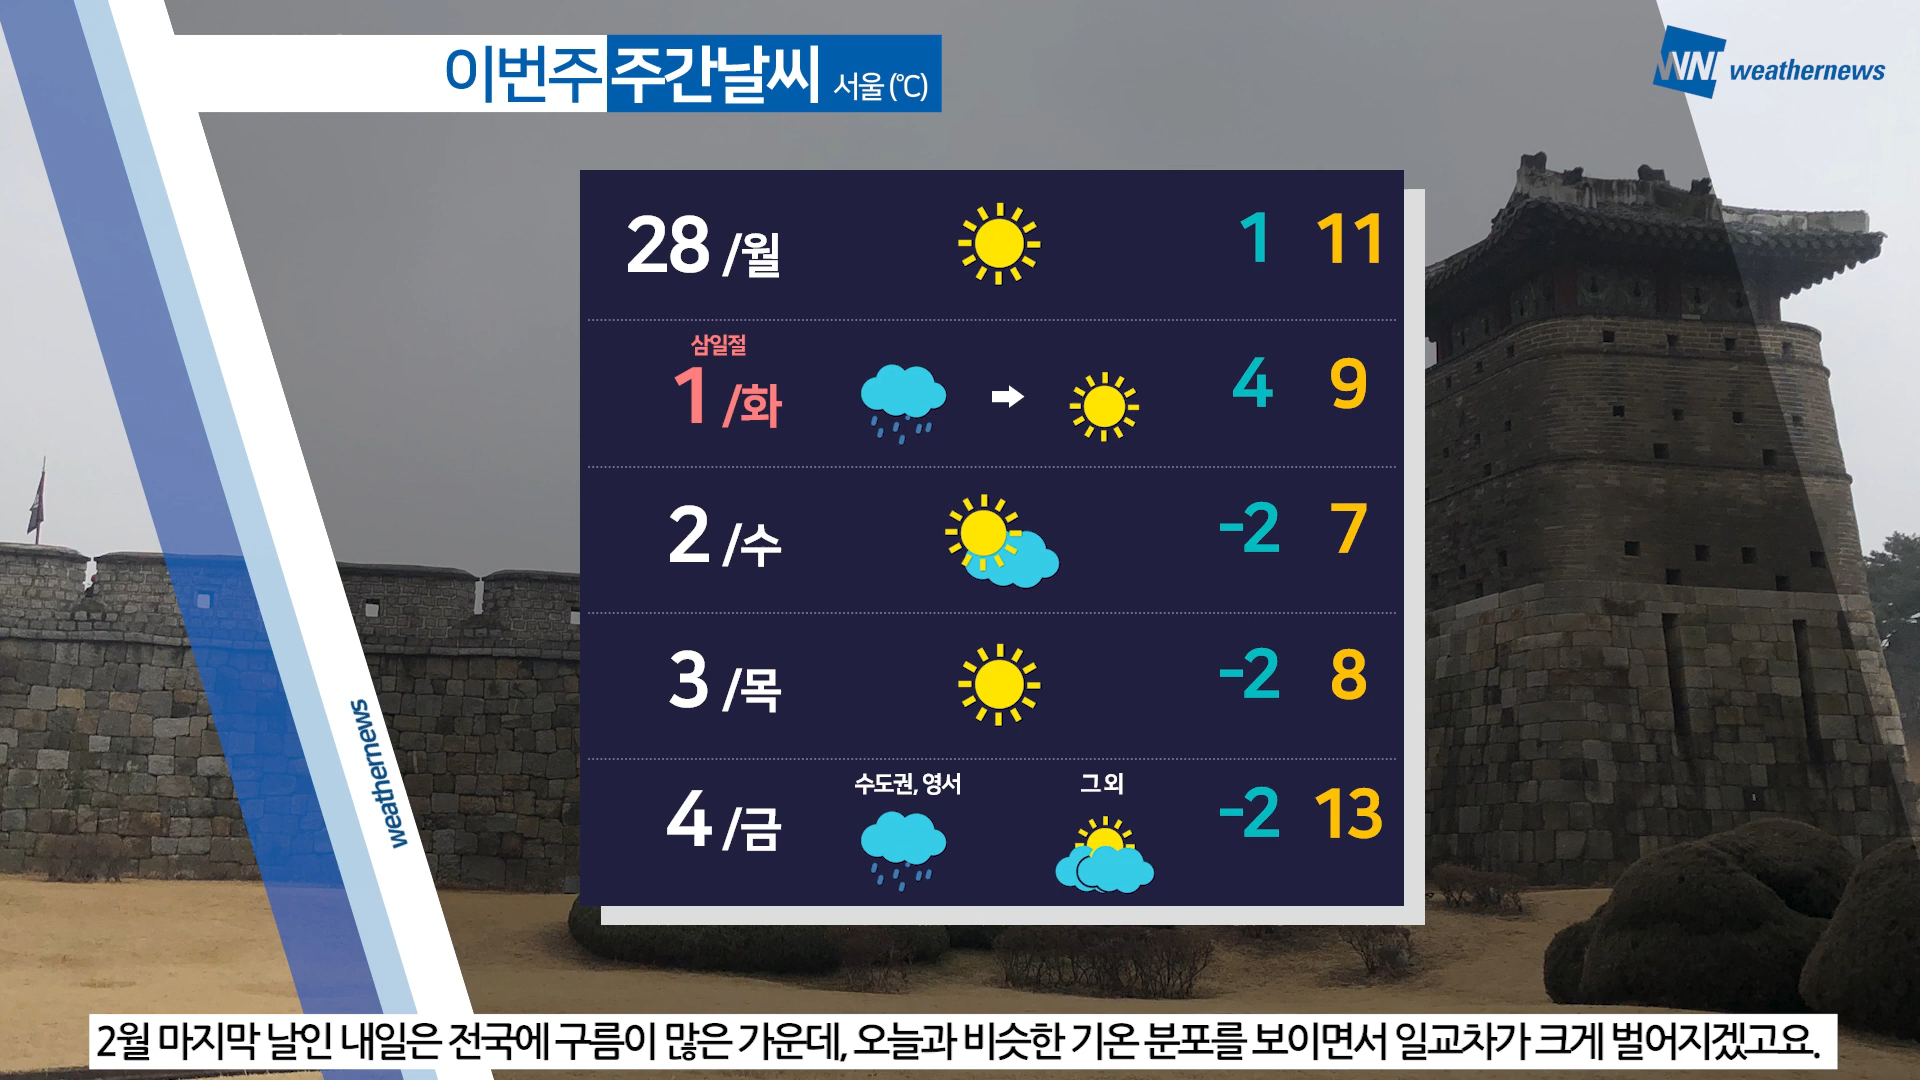 이번주 주간날씨 서울 (℃)
WNI weathernews
28 /월 1 11
삼일절
1 /화 4 9
2 /수 -2 7
3 /목 -2 8
수도권, 영서 그 외
4 /금 -2 13
weathernews
2월 마지막 날인 내일은 전국에 구름이 많은 가운데, 오늘과 비슷한 기온 분포를 보이면서 일교차가 크게 벌어지겠고요.